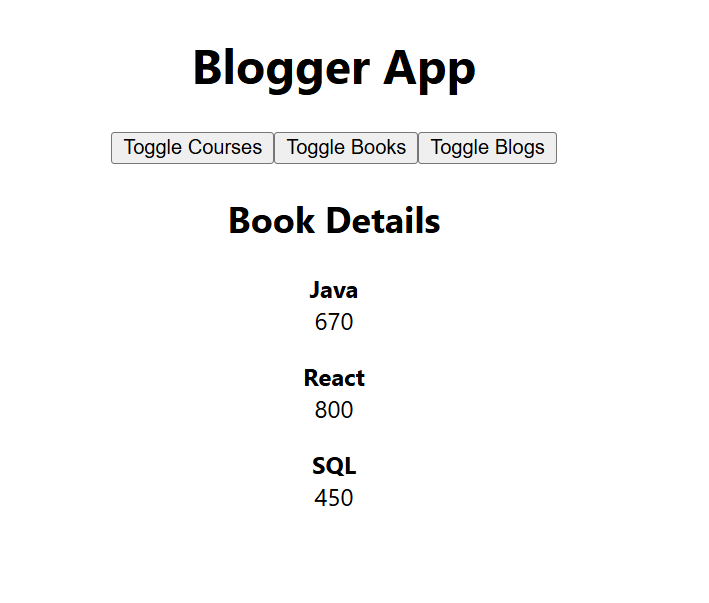 Blogger App
Toggle Courses Toggle Books Toggle Blogs
Book Details
Java
670
React
800
SQL
450